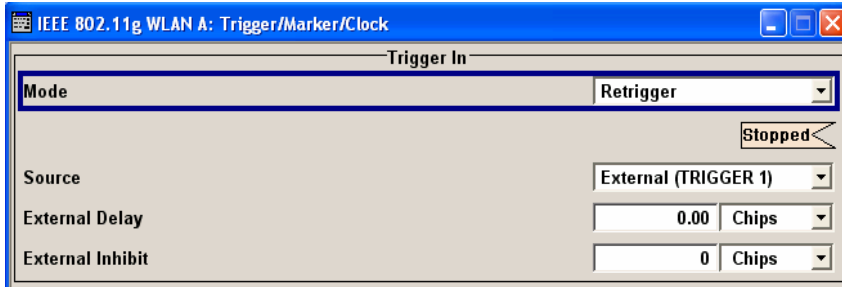 IEEE 802.11g WLAN A: Trigger/Marker/Clock
Trigger In
Mode Retrigger
Stopped
Source External (TRIGGER 1)
External Delay 0.00 Chips
External Inhibit 0 Chips